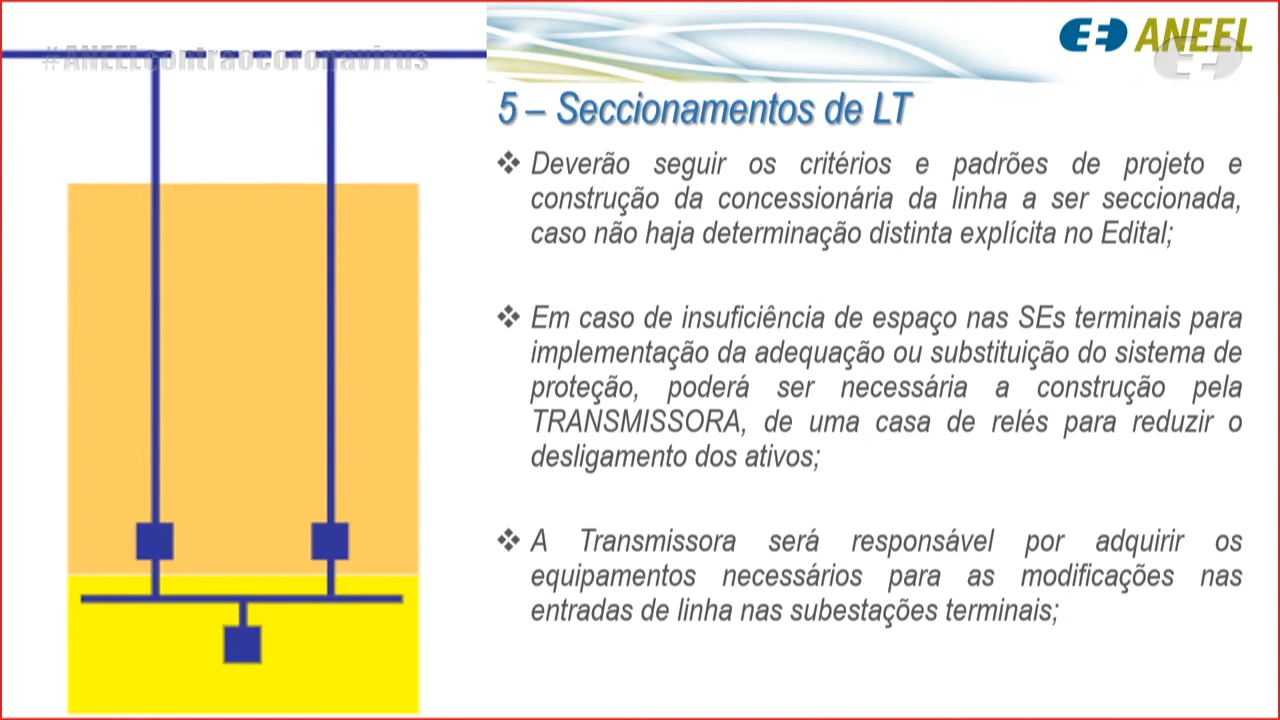 #ANEELcontraocoronavirus
ANEEL
5 – Seccionamentos de LT
❖ Deverão seguir os critérios e padrões de projeto e
construção da concessionária da linha a ser seccionada,
caso não haja determinação distinta explícita no Edital;
❖ Em caso de insuficiência de espaço nas SEs terminais para
implementação da adequação ou substituição do sistema de
proteção, poderá ser necessária a construção pela
TRANSMISSORA, de uma casa de relés para reduzir o
desligamento dos ativos;
❖ A Transmissora será responsável por adquirir os
equipamentos necessários para as modificações nas
entradas de linha nas subestações terminais;